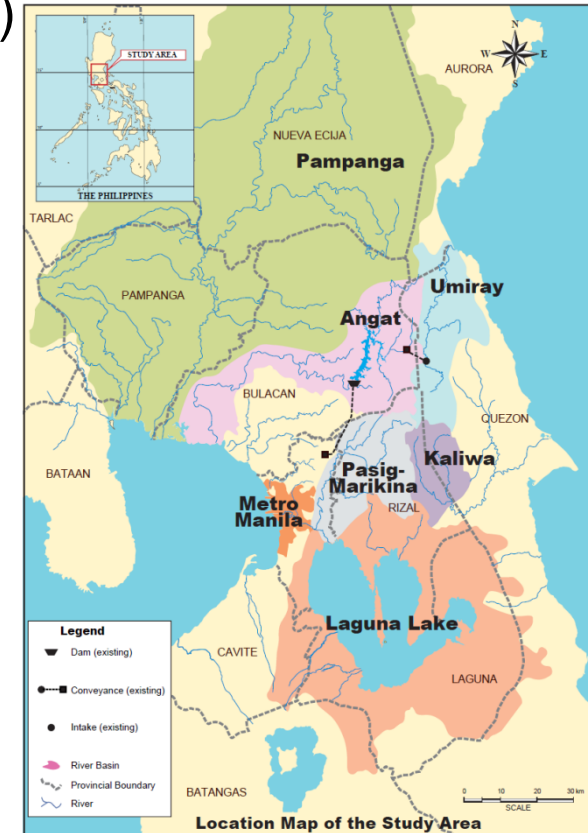 )
N
W E
S
STUDY AREA
THE PHILIPPINES
AURORA
NUEVA ECIJA
Pampanga
TARLAC
PAMPANGA
Umiray
Angat
BULACAN
QUEZON
BATAAN
Kaliwa
Pasig-
Marikina
Metro
Manila
RIZAL
Laguna Lake
CAVITE
LAGUNA
BATANGAS
Legend
Dam (existing)
Conveyance (existing)
Intake (existing)
River Basin
Provincial Boundary
River
0 10 20 30 km
SCALE
Location Map of the Study Area